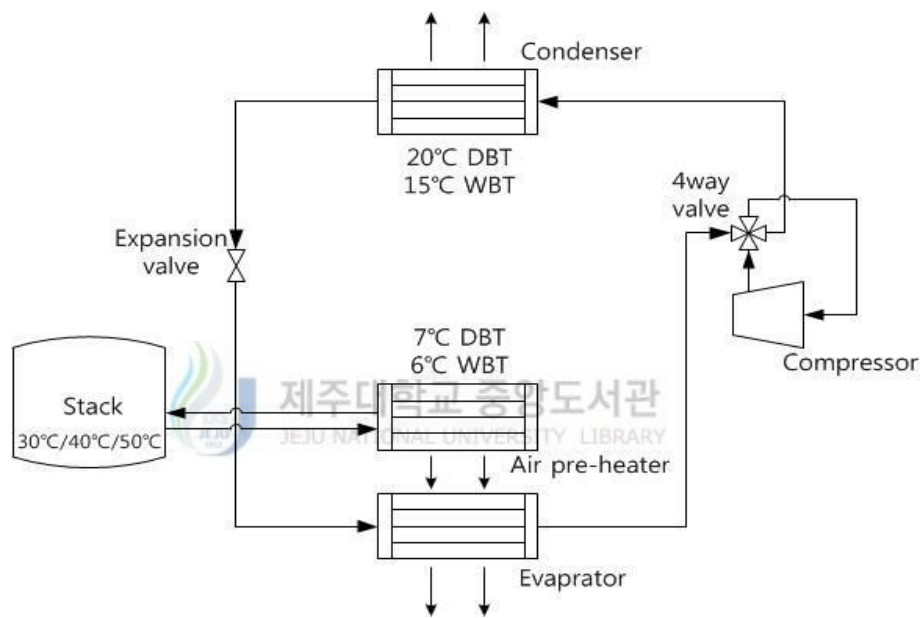 Condenser
20℃ DBT
15℃ WBT
4way
valve
Expansion
valve
7℃ DBT
6℃ WBT
Compressor
Stack
30℃/40℃/50℃
제주대학교 중앙도서관
JEJU NATIONAL UNIVERSITY LIBRARY
Air pre-heater
Evaprator